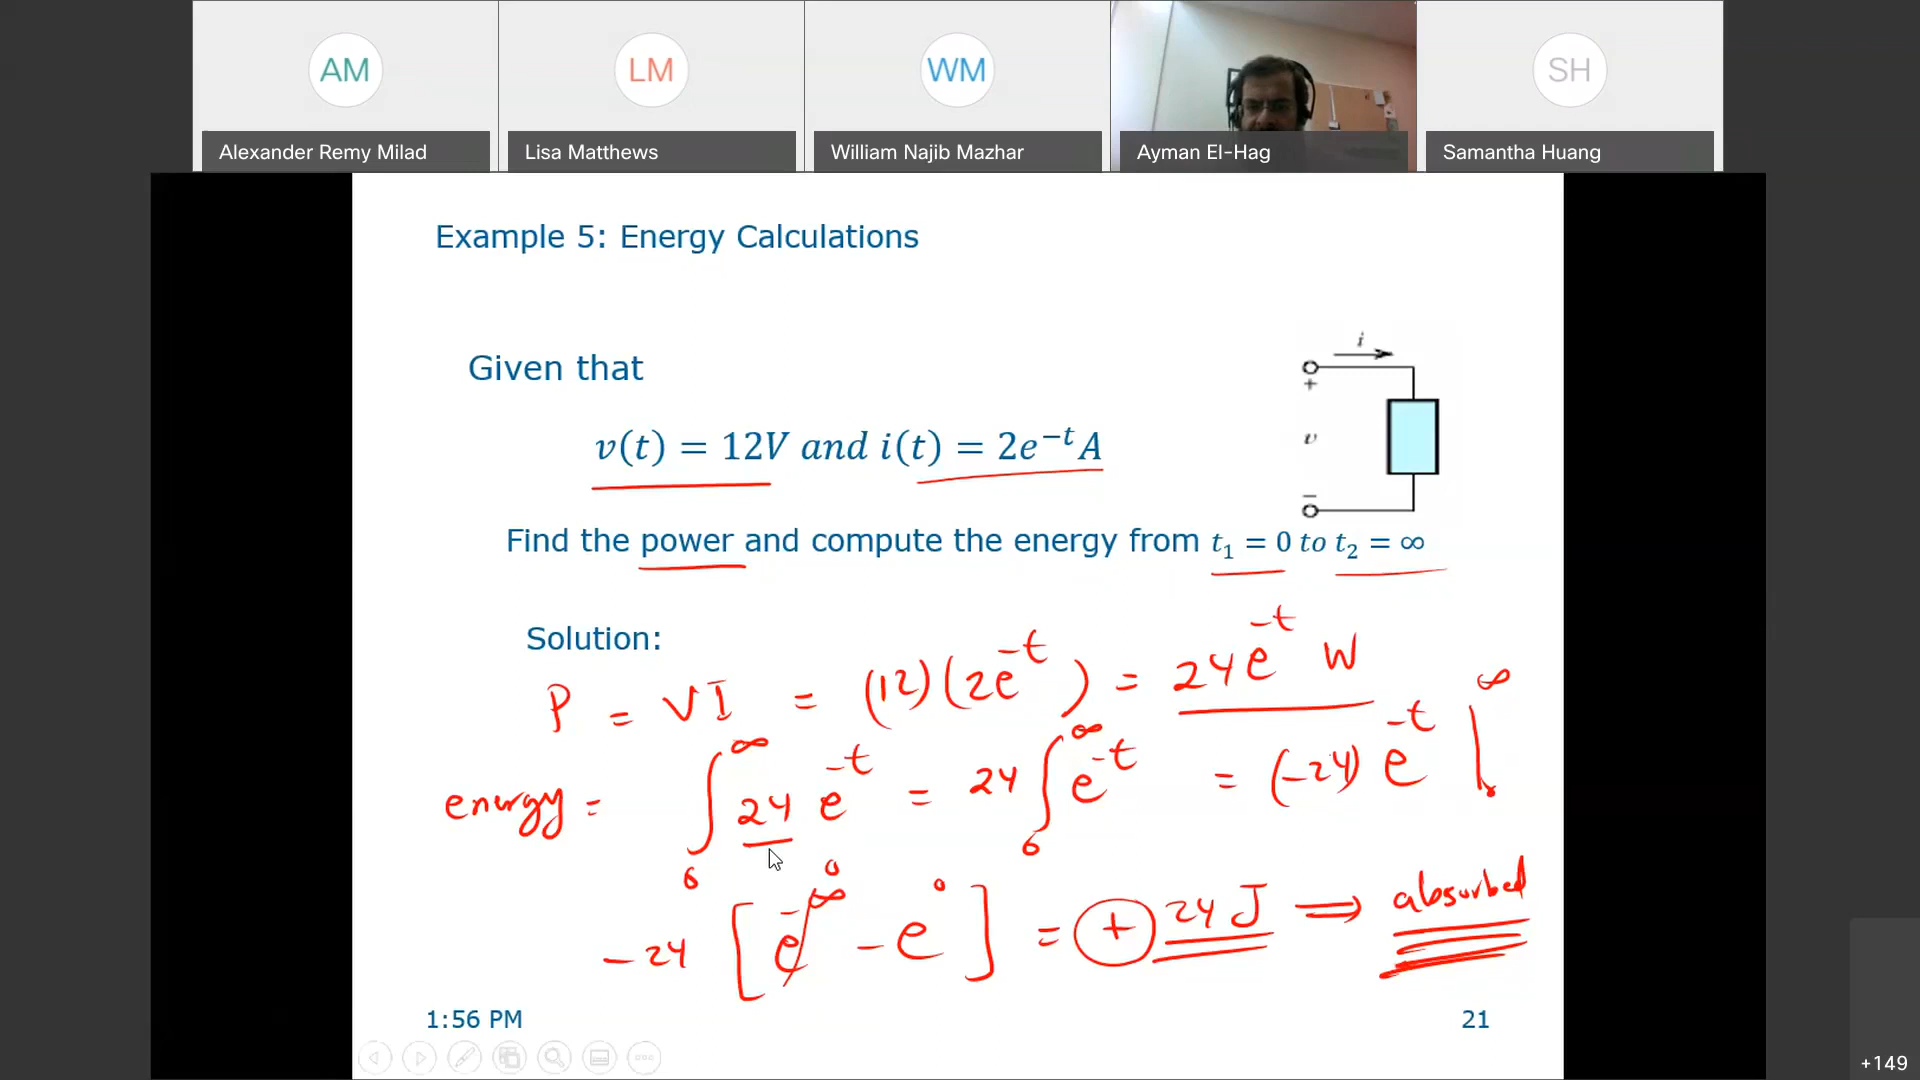 AM
LM
WM
SH
Alexander Remy Milad
Lisa Matthews
William Najib Mazhar
Ayman El-Hag
Samantha Huang
Example 5: Energy Calculations
Given that
v(t) = 12V and i(t) = 2e^{-t} A
i
+
v
−
Find the power and compute the energy from t₁ = 0 to t₂ = ∞
Solution:
P = VI = (12)(2e^{-t}) = 24e^{-t} W
energy = ∫₀^∞ 24 e^{-t} = 24 ∫₀^∞ e^{-t} = (-24) e^{-t} |₀^∞
-24 [e^{-∞} 0 - e^0] = + 24 J ⇒ absorbed
1:56 PM
21
+149